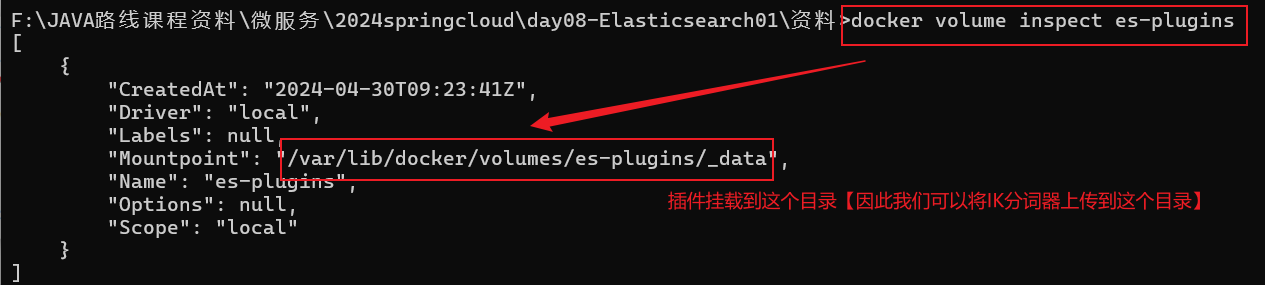 F:\JAVA路线课程资料\微服务\2024springcloud\day08-Elasticsearch01\资料>docker volume inspect es-plugins
[
    {
        "CreatedAt": "2024-04-30T09:23:41Z",
        "Driver": "local",
        "Labels": null,
        "Mountpoint": "/var/lib/docker/volumes/es-plugins/_data",
        "Name": "es-plugins",
        "Options": null,
插件挂载到这个目录【因此我们可以将IK分词器上传到这个目录】
        "Scope": "local"
    }
]